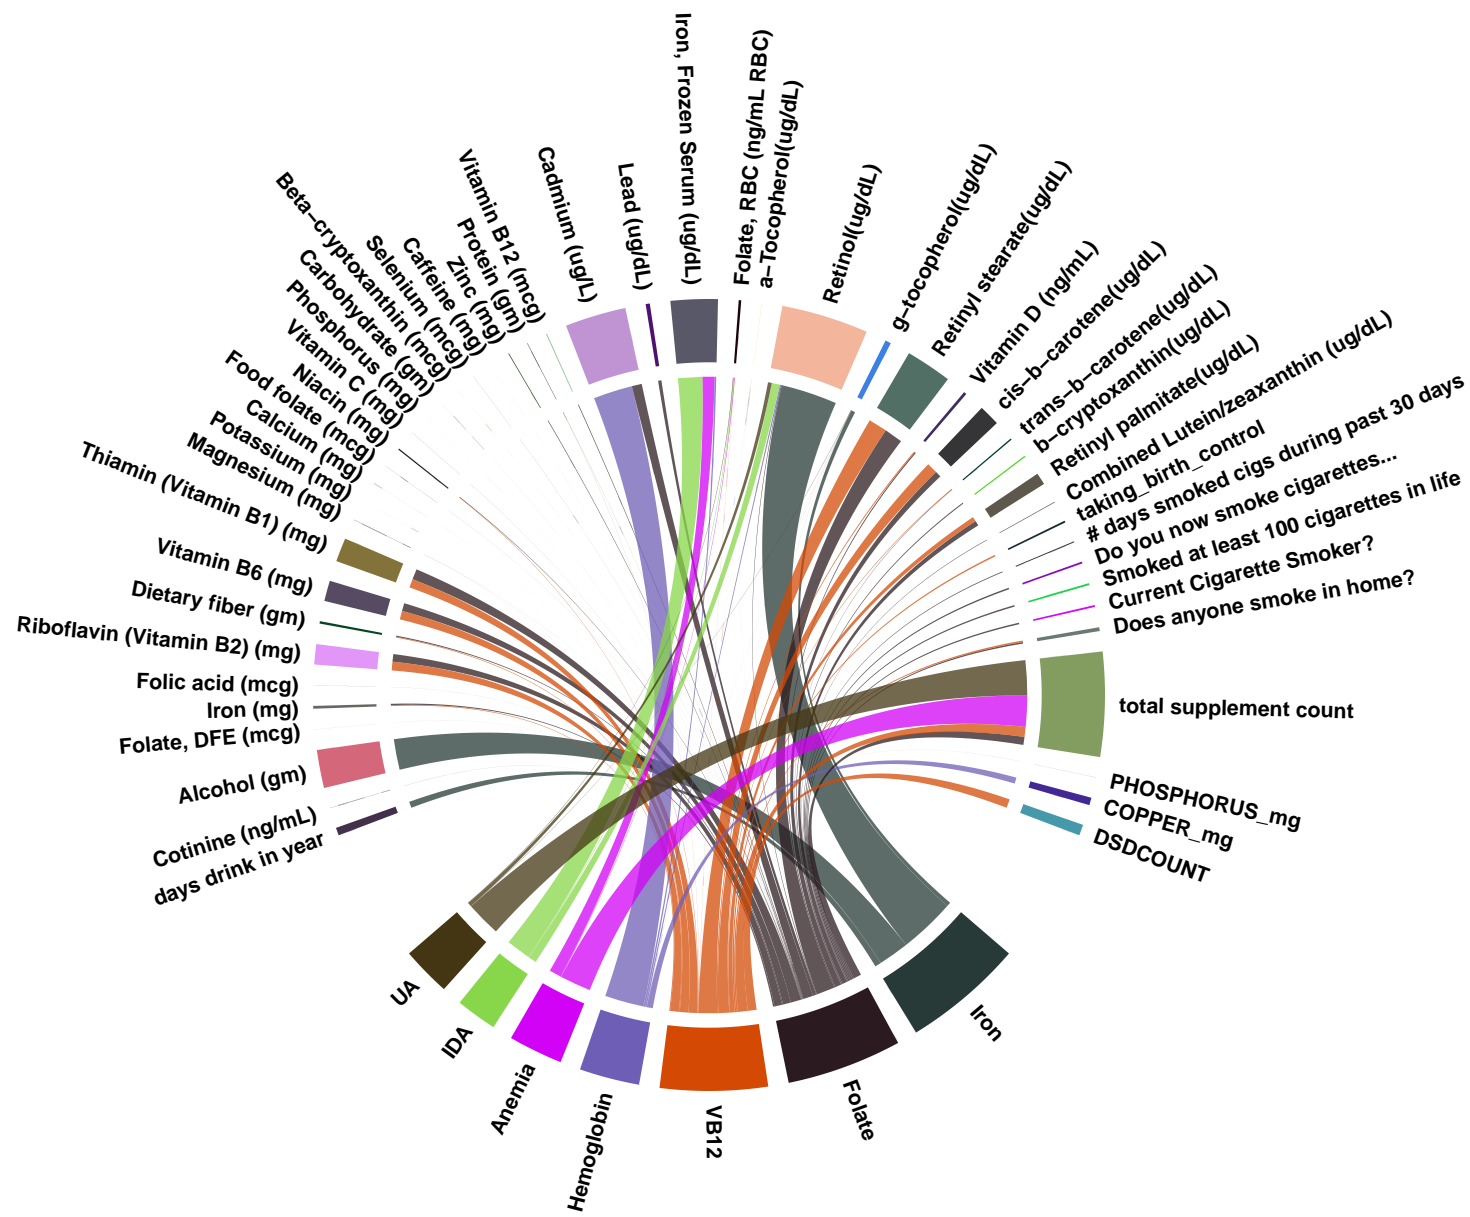 Iron, Frozen Serum (ug/dL)
Folate, RBC (ng/mL RBC)
a−Tocopherol(ug/dL)
Retinol(ug/dL)
g−tocopherol(ug/dL)
Retinyl stearate(ug/dL)
Vitamin D (ng/mL)
cis−b−carotene(ug/dL)
trans−b−carotene(ug/dL)
b−cryptoxanthin(ug/dL)
Retinyl palmitate(ug/dL)
Combined Lutein/zeaxanthin (ug/dL)
taking_birth_control
# days smoked cigs during past 30 days
Do you now smoke cigarettes...
Smoked at least 100 cigarettes in life
Current Cigarette Smoker?
Does anyone smoke in home?
total supplement count
PHOSPHORUS_mg
COPPER_mg
DSDCOUNT
Iron
Folate
VB12
Hemoglobin
Anemia
IDA
UA
days drink in year
Cotinine (ng/mL)
Alcohol (gm)
Folate, DFE (mcg)
Iron (mg)
Folic acid (mcg)
Riboflavin (Vitamin B2) (mg)
Dietary fiber (gm)
Vitamin B6 (mg)
Thiamin (Vitamin B1) (mg)
Magnesium (mg)
Potassium (mg)
Calcium (mg)
Food folate (mcg)
Niacin (mg)
Vitamin C (mg)
Phosphorus (mg)
Carbohydrate (gm)
Beta−cryptoxanthin (mcg)
Selenium (mcg)
Caffeine (mg)
Zinc (mg)
Protein (gm)
Vitamin B12 (mcg)
Cadmium (ug/L)
Lead (ug/dL)